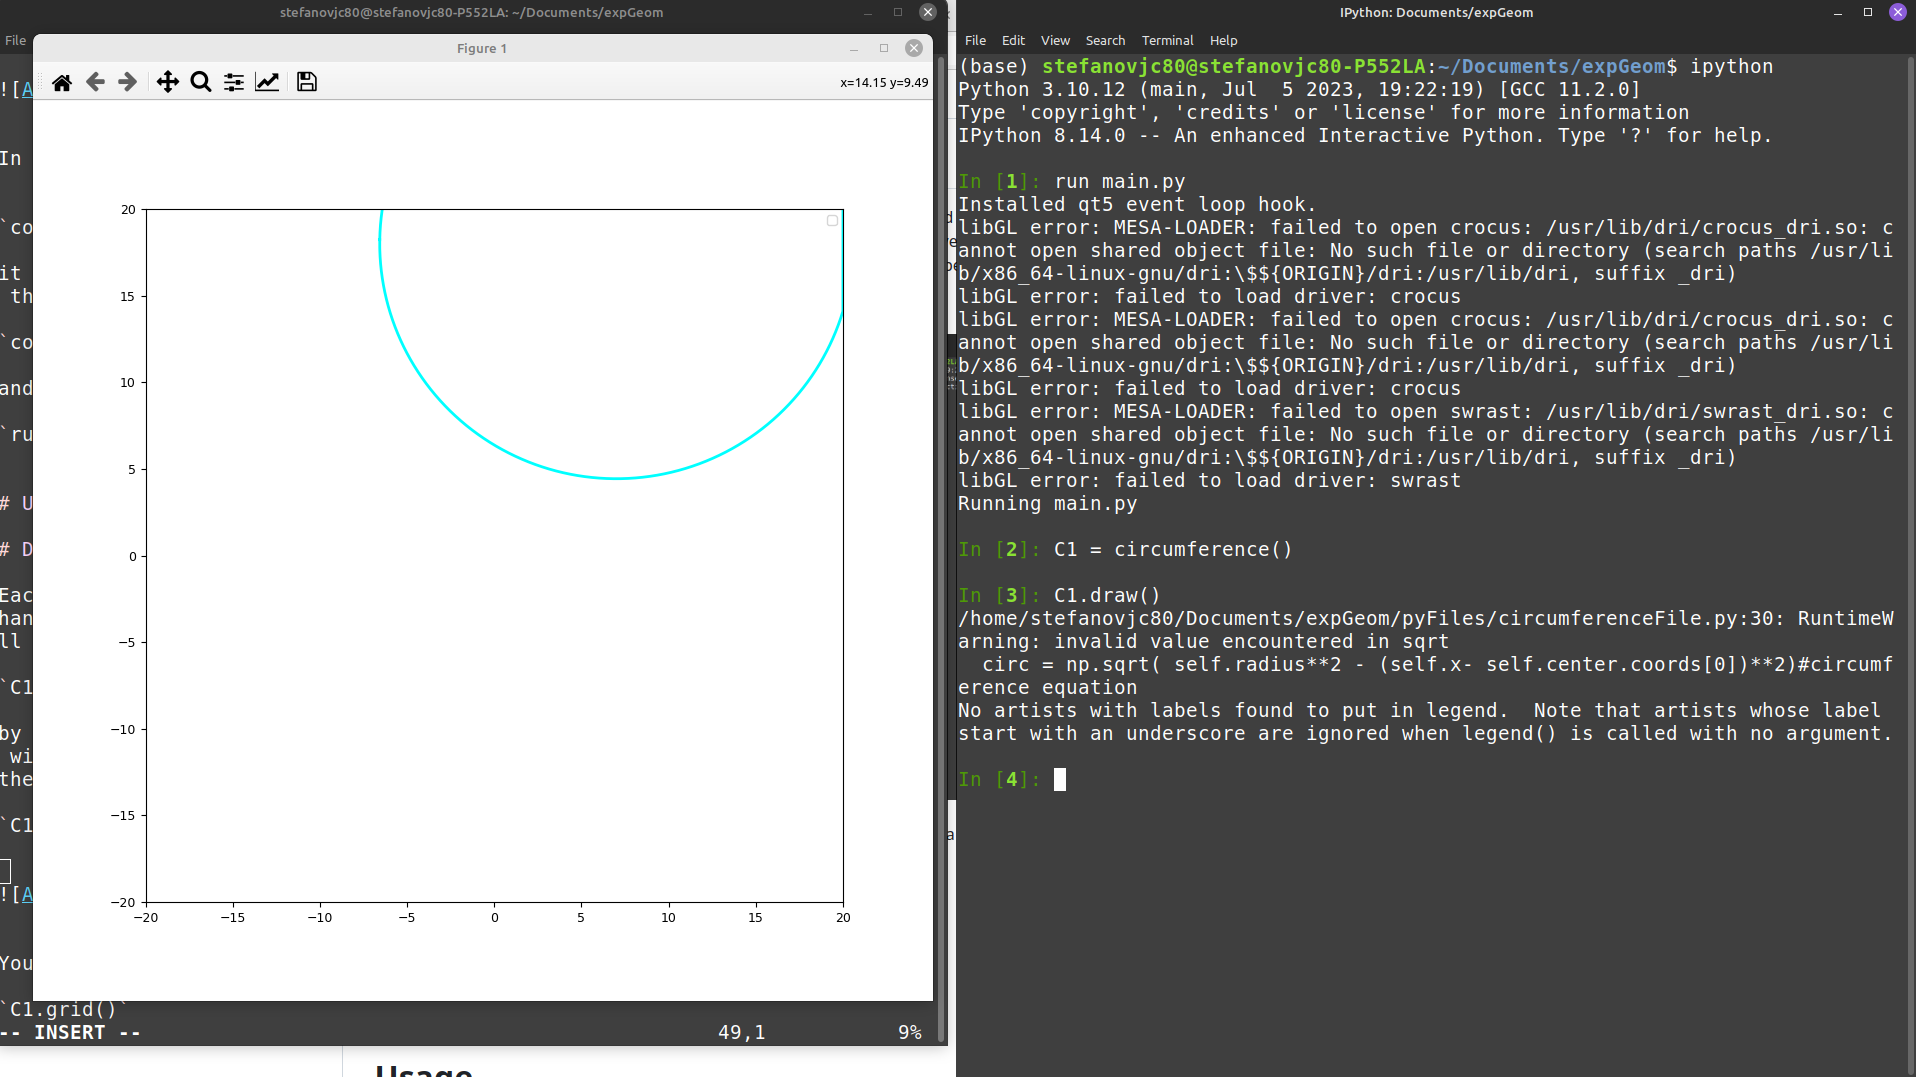 stefanovjc80@stefanovjc80-P552LA: ~/Documents/expGeom
File
![A
In
`co
it
th
`co
and
`ru
# U
# D
Eac
han
ll
`C1
by
wi
the
`C1
![A
You
`C1.grid()`
-- INSERT --
49,1
9%
Usage
Figure 1
x=14.15 y=9.49
20
15
10
5
0
−5
−10
−15
−20
−20 −15 −10 −5 0 5 10 15 20
IPython: Documents/expGeom
File Edit View Search Terminal Help
(base) stefanovjc80@stefanovjc80-P552LA:~/Documents/expGeom$ ipython
Python 3.10.12 (main, Jul  5 2023, 19:22:19) [GCC 11.2.0]
Type 'copyright', 'credits' or 'license' for more information
IPython 8.14.0 -- An enhanced Interactive Python. Type '?' for help.
In [1]: run main.py
Installed qt5 event loop hook.
libGL error: MESA-LOADER: failed to open crocus: /usr/lib/dri/crocus_dri.so: c
annot open shared object file: No such file or directory (search paths /usr/li
b/x86_64-linux-gnu/dri:\$${ORIGIN}/dri:/usr/lib/dri, suffix _dri)
libGL error: failed to load driver: crocus
libGL error: MESA-LOADER: failed to open crocus: /usr/lib/dri/crocus_dri.so: c
annot open shared object file: No such file or directory (search paths /usr/li
b/x86_64-linux-gnu/dri:\$${ORIGIN}/dri:/usr/lib/dri, suffix _dri)
libGL error: failed to load driver: crocus
libGL error: MESA-LOADER: failed to open swrast: /usr/lib/dri/swrast_dri.so: c
annot open shared object file: No such file or directory (search paths /usr/li
b/x86_64-linux-gnu/dri:\$${ORIGIN}/dri:/usr/lib/dri, suffix _dri)
libGL error: failed to load driver: swrast
Running main.py
In [2]: C1 = circumference()
In [3]: C1.draw()
/home/stefanovjc80/Documents/expGeom/pyFiles/circumferenceFile.py:30: RuntimeW
arning: invalid value encountered in sqrt
  circ = np.sqrt( self.radius**2 - (self.x- self.center.coords[0])**2)#circumf
erence equation
No artists with labels found to put in legend.  Note that artists whose label
start with an underscore are ignored when legend() is called with no argument.
In [4]: